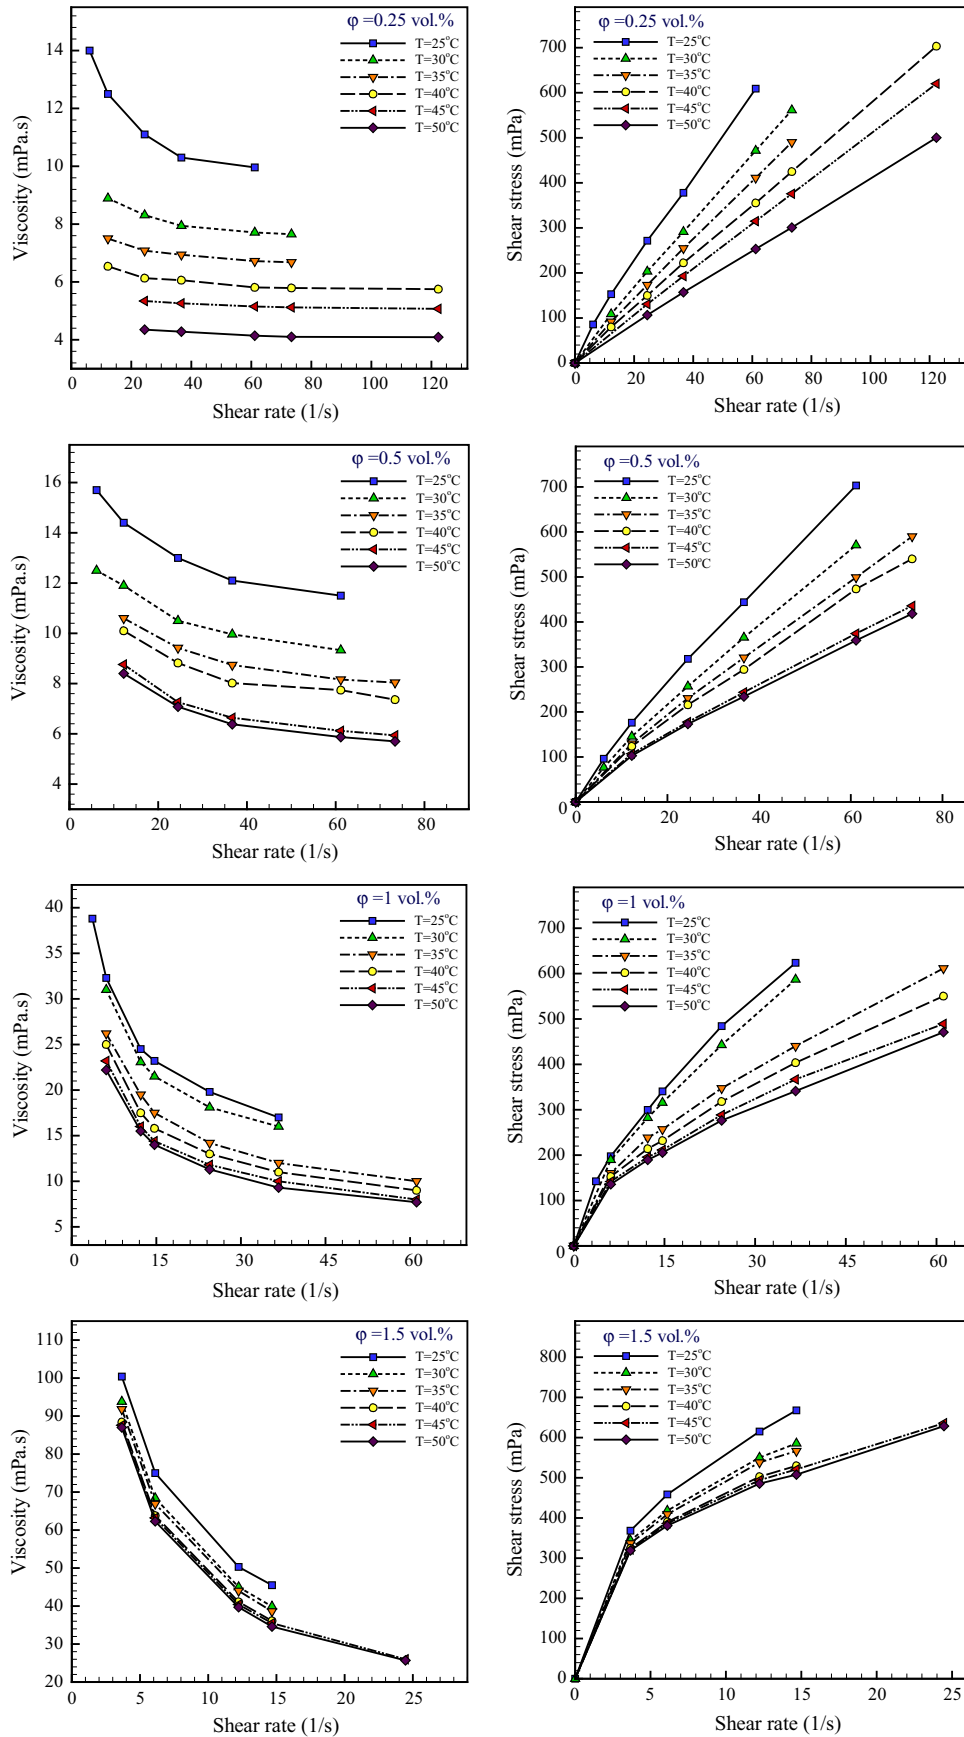 φ =0.25 vol.%
T=25°C
T=30°C
T=35°C
T=40°C
T=45°C
T=50°C
Viscosity (mPa.s)
14
12
10
8
6
4
0 20 40 60 80 100 120
Shear rate (1/s)
φ =0.25 vol.%
T=25°C
T=30°C
T=35°C
T=40°C
T=45°C
T=50°C
Shear stress (mPa)
700
600
500
400
300
200
100
0
0 20 40 60 80 100 120
Shear rate (1/s)
φ =0.5 vol.%
T=25°C
T=30°C
T=35°C
T=40°C
T=45°C
T=50°C
Viscosity (mPa.s)
16
14
12
10
8
6
4
0 20 40 60 80
Shear rate (1/s)
φ =0.5 vol.%
T=25°C
T=30°C
T=35°C
T=40°C
T=45°C
T=50°C
Shear stress (mPa)
700
600
500
400
300
200
100
0
0 20 40 60 80
Shear rate (1/s)
φ =1 vol.%
T=25°C
T=30°C
T=35°C
T=40°C
T=45°C
T=50°C
Viscosity (mPa.s)
40
35
30
25
20
15
10
5
0 15 30 45 60
Shear rate (1/s)
φ =1 vol.%
T=25°C
T=30°C
T=35°C
T=40°C
T=45°C
T=50°C
Shear stress (mPa)
700
600
500
400
300
200
100
0
0 15 30 45 60
Shear rate (1/s)
φ =1.5 vol.%
T=25°C
T=30°C
T=35°C
T=40°C
T=45°C
T=50°C
Viscosity (mPa.s)
110
100
90
80
70
60
50
40
30
20
0 5 10 15 20 25
Shear rate (1/s)
φ =1.5 vol.%
T=25°C
T=30°C
T=35°C
T=40°C
T=45°C
T=50°C
Shear stress (mPa)
800
700
600
500
400
300
200
100
0
0 5 10 15 20 25
Shear rate (1/s)